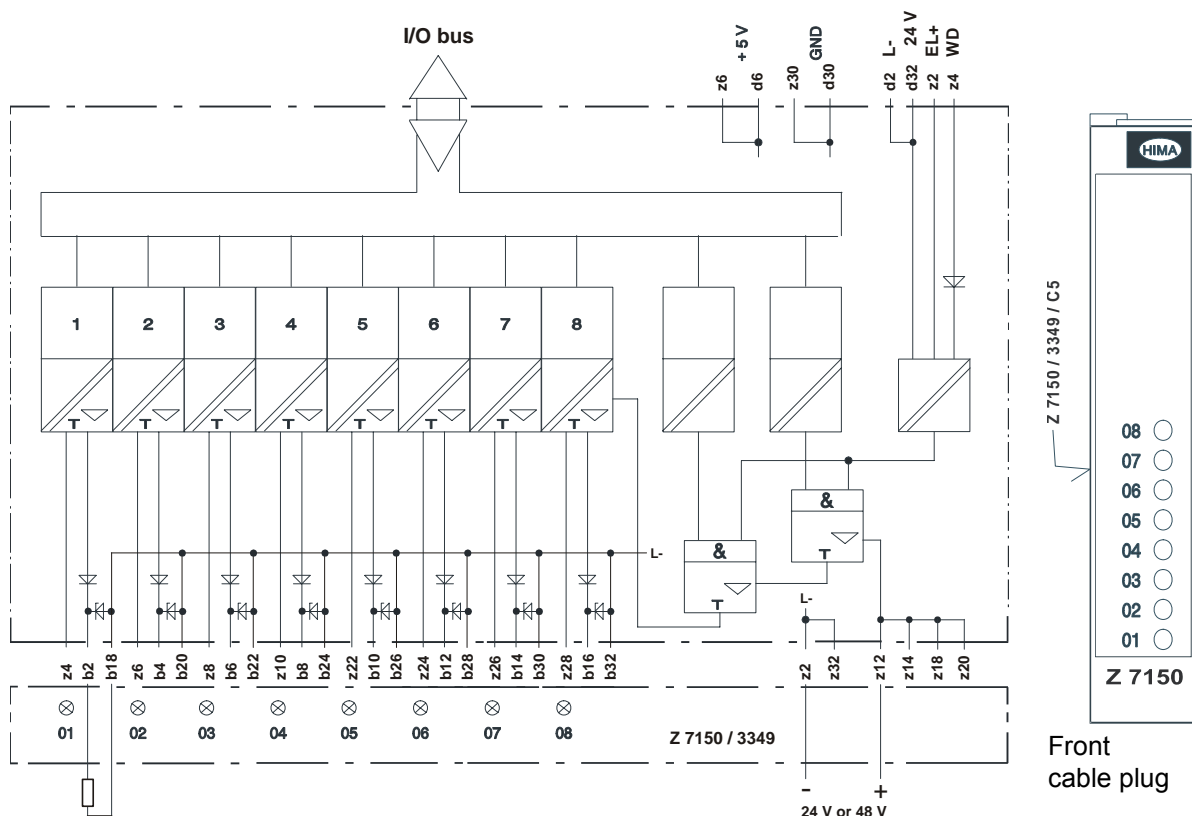 I/O bus
z6
+ 5 V
d6
z30
GND
d30
d2
L-
d32
24 V
z2
EL+
z4
WD
HIMA
1 2 3 4 5 6 7 8
T T T T T T T T
&
T
&
T
L-
L-
z4 b2 b18 z6 b4 b20 z8 b6 b22 z10 b8 b24 z22 b10 b26 z24 b12 b28 z26 b14 b30 z28 b16 b32 z2 z32 z12 z14 z18 z20
01 02 03 04 05 06 07 08
Z 7150 / 3349
- +
24 V or 48 V
Z 7150 / 3349 / C5
08
07
06
05
04
03
02
01
Z 7150
Front
cable plug